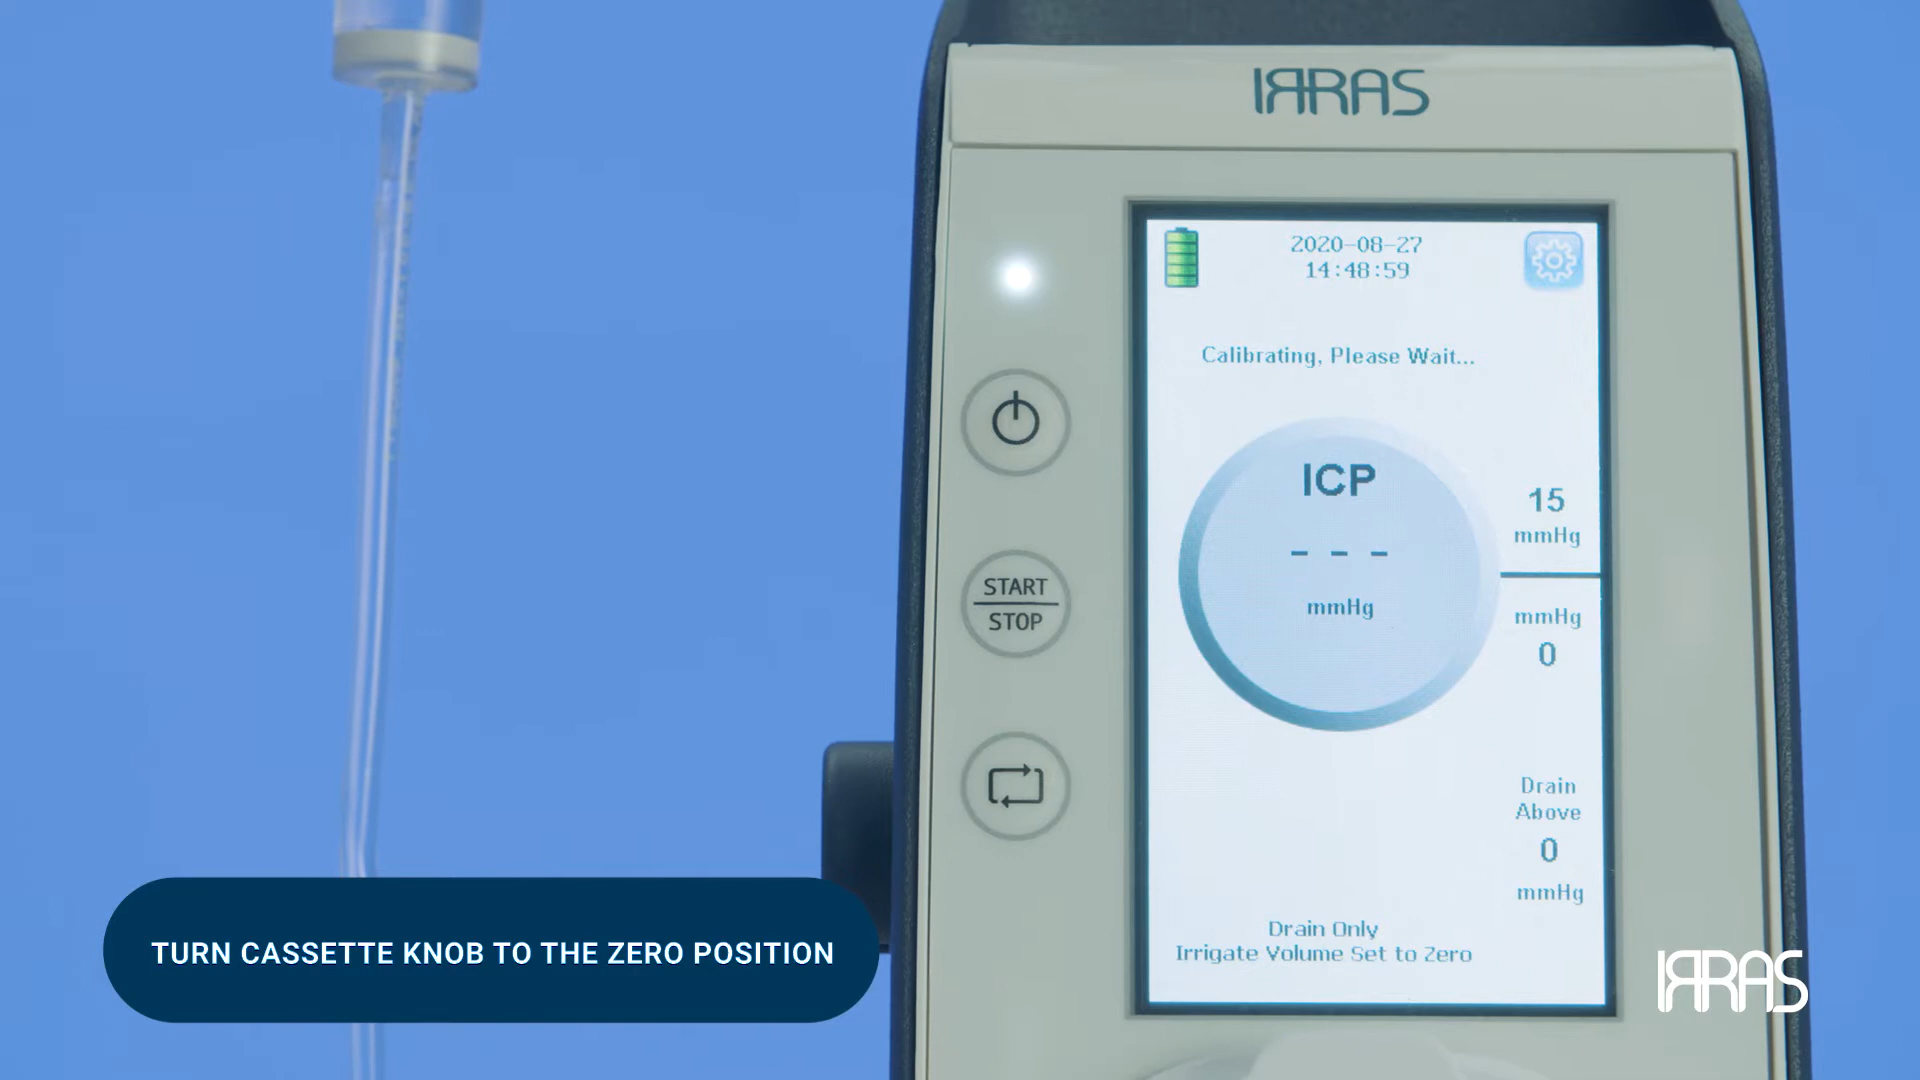 IRRAS
2020-08-27
14:48:59
Calibrating, Please Wait...
ICP
- - -
mmHg
15
mmHg
mmHg
0
Drain
Above
0
mmHg
Drain Only
Irrigate Volume Set to Zero
START
STOP
TURN CASSETTE KNOB TO THE ZERO POSITION
IRRAS